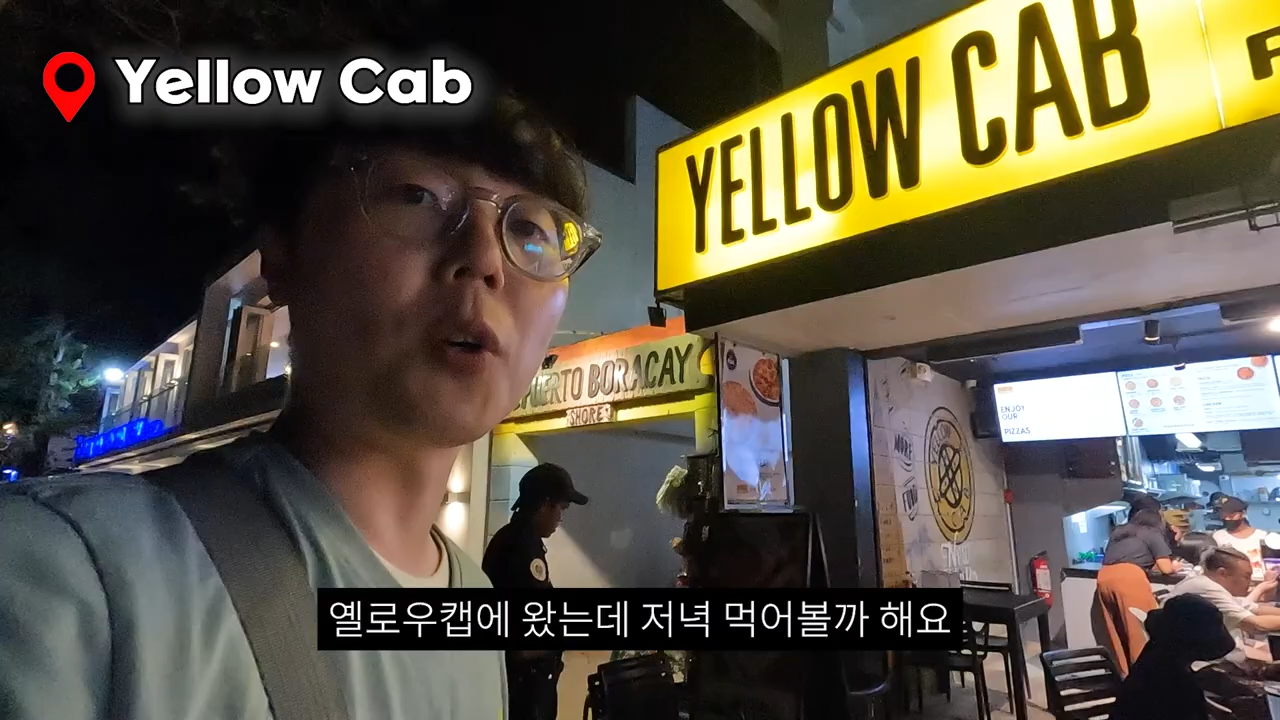 Yellow Cab
YELLOW CAB
PUERTO BORACAY
SHORE
ENJOY
OUR
PIZZAS
MORE
옐로우캡에 왔는데 저녁 먹어볼까 해요